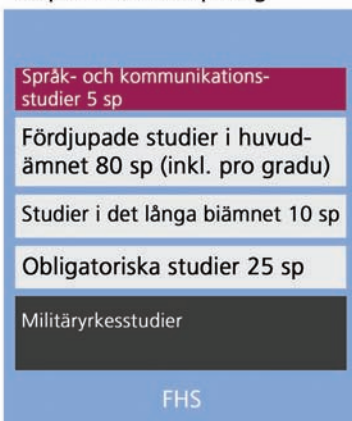 Språk- och kommunikations-
studier 5 sp
Fördjupade studier i huvud-
ämnet 80 sp (inkl. pro gradu)
Studier i det långa biämnet 10 sp
Obligatoriska studier 25 sp
Militäryrkesstudier
FHS